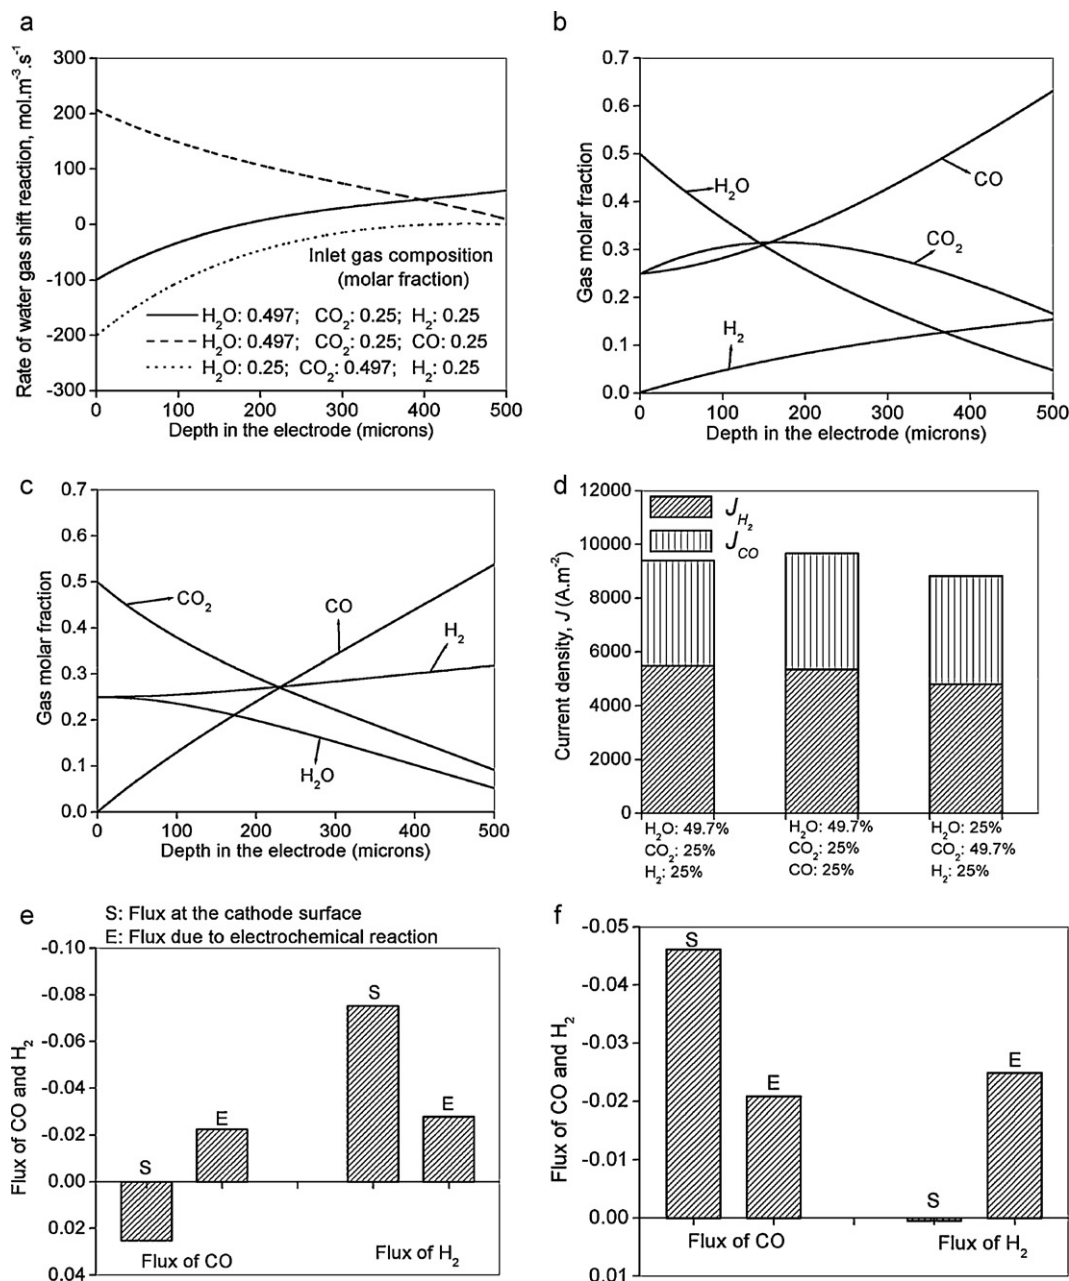 a
Rate of water gas shift reaction, mol.m⁻³.s⁻¹
300
200
100
0
-100
-200
-300
Inlet gas composition
(molar fraction)
H₂O: 0.497; CO₂: 0.25; H₂: 0.25
H₂O: 0.497; CO₂: 0.25; CO: 0.25
H₂O: 0.25; CO₂: 0.497; H₂: 0.25
0 100 200 300 400 500
Depth in the electrode (microns)
b
Gas molar fraction
0.7
0.6
0.5
0.4
0.3
0.2
0.1
0.0
H₂O
CO
CO₂
H₂
0 100 200 300 400 500
Depth in the electrode (microns)
c
Gas molar fraction
0.7
0.6
0.5
0.4
0.3
0.2
0.1
0.0
CO₂
CO
H₂
H₂O
0 100 200 300 400 500
Depth in the electrode (microns)
d
Current density, J (A.m⁻²)
12000
10000
8000
6000
4000
2000
0
J_H₂
J_CO
H₂O: 49.7%
CO₂: 25%
H₂: 25%
H₂O: 49.7%
CO₂: 25%
CO: 25%
H₂O: 25%
CO₂: 49.7%
H₂: 25%
e
S: Flux at the cathode surface
E: Flux due to electrochemical reaction
Flux of CO and H₂
-0.10
-0.08
-0.06
-0.04
-0.02
0.00
0.02
0.04
S
E
S
E
Flux of CO
Flux of H₂
f
Flux of CO and H₂
-0.05
-0.04
-0.03
-0.02
-0.01
0.00
0.01
S
E
S
E
Flux of CO
Flux of H₂